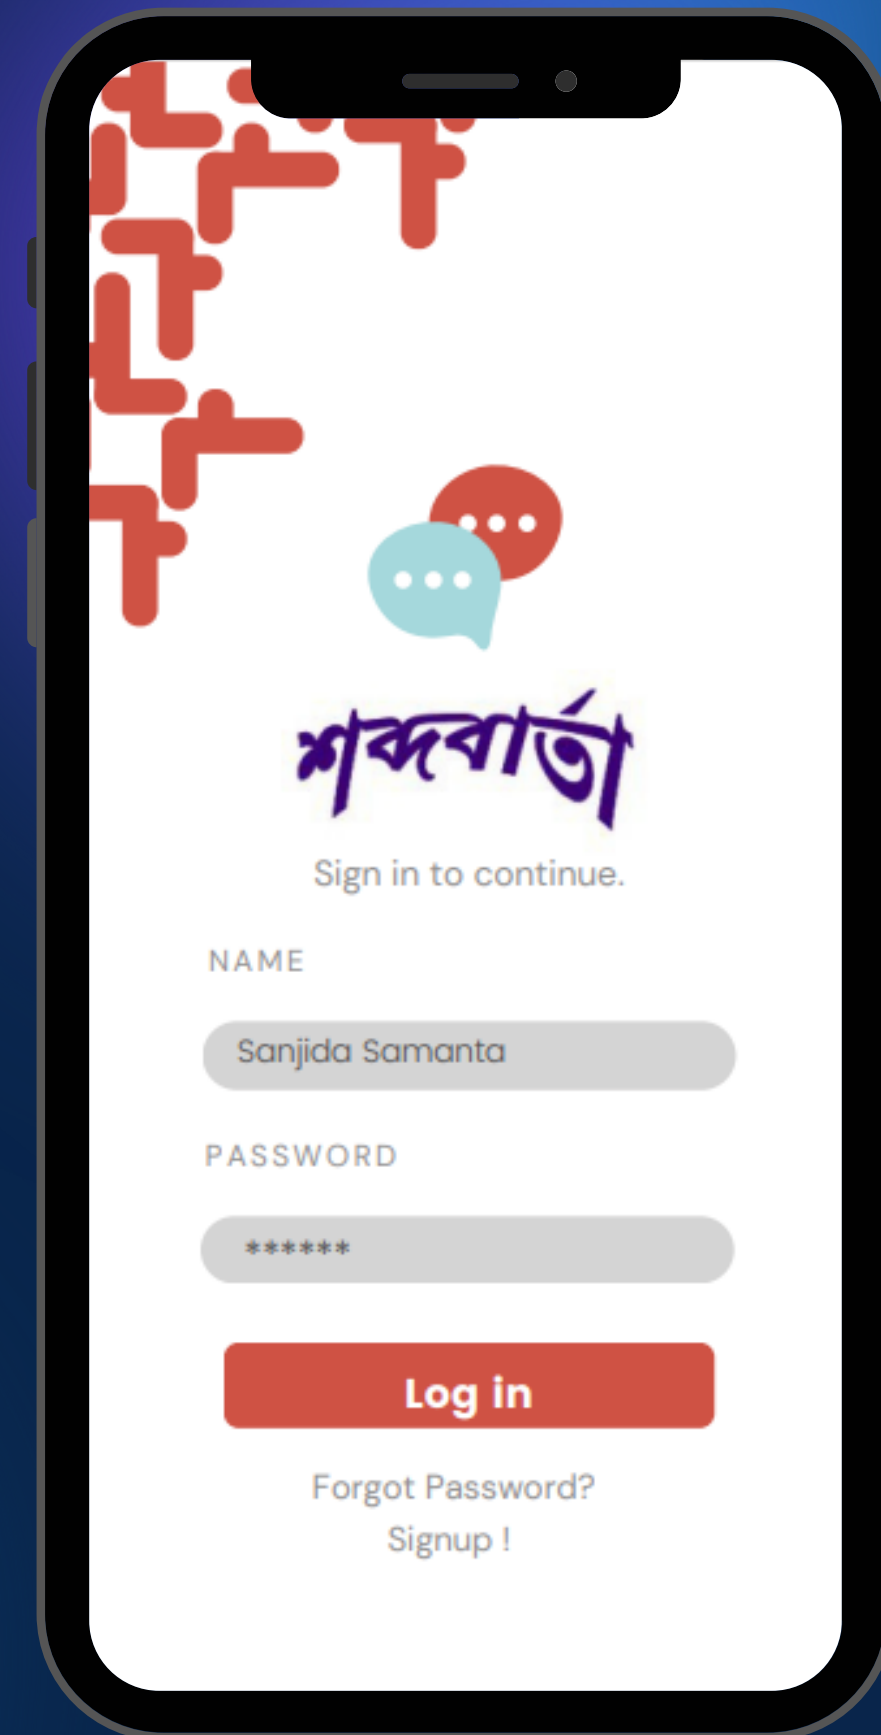 শব্দবার্তা
Sign in to continue.
NAME
Sanjida Samanta
PASSWORD
******
Log in
Forgot Password?
Signup !